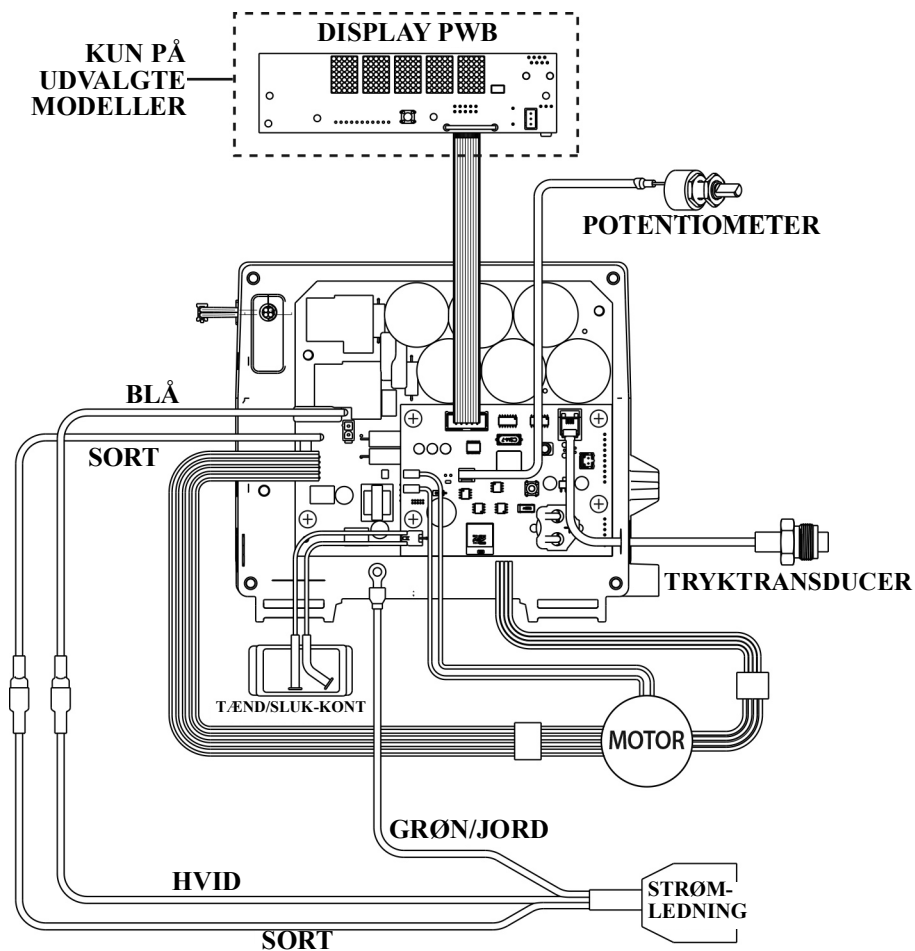 DISPLAY PWB
KUN PÅ
UDVALGTE
MODELLER
POTENTIOMETER
BLÅ
SORT
TRYKTRANSDUCER
TÆND/SLUK-KONT
MOTOR
GRØN/JORD
HVID
STRØM-
LEDNING
SORT